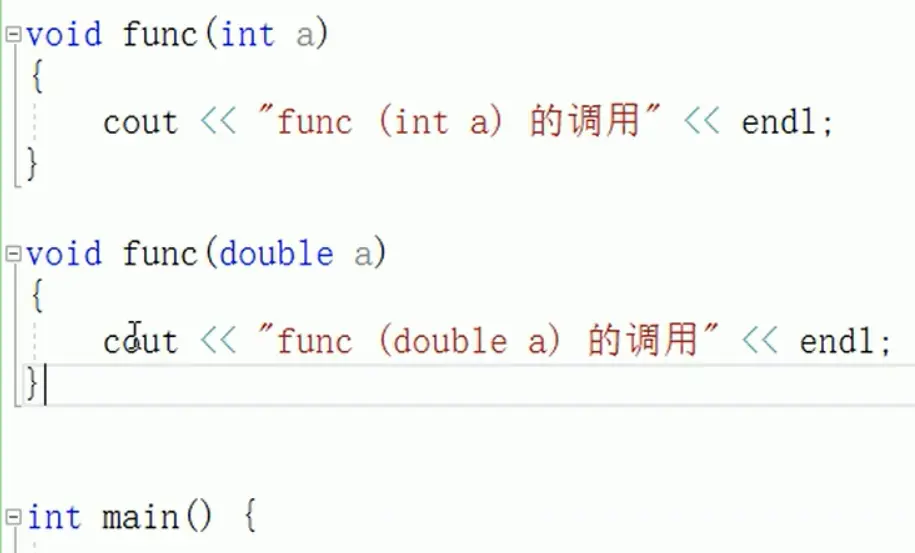 void func(int a)
{
cout << "func (int a) 的调用" << endl;
}
void func(double a)
{
cout << "func (double a) 的调用" << endl;
}
int main() {